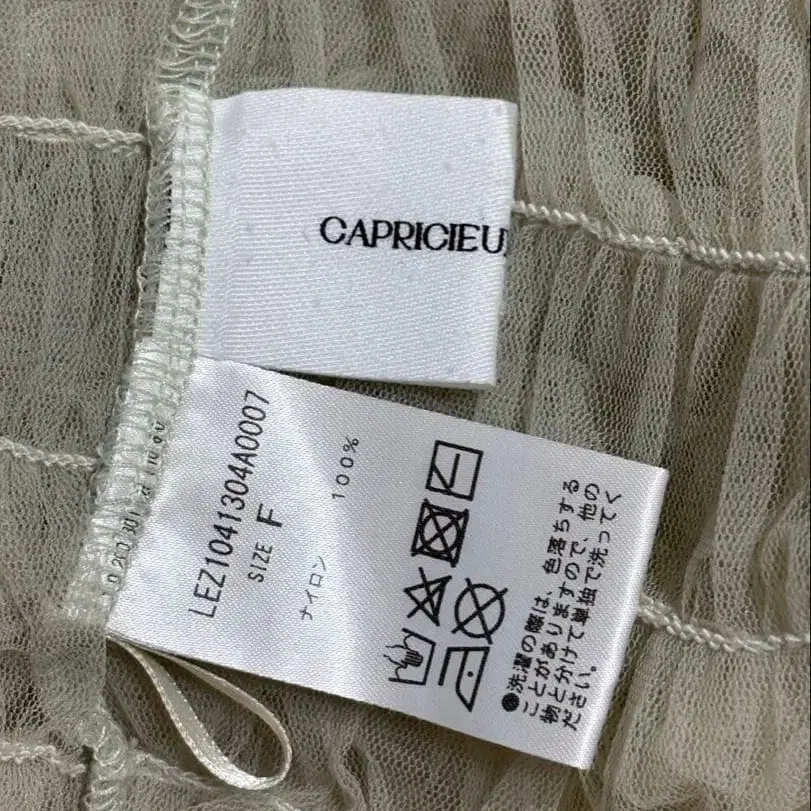 CAPRICIEU
LEZ1041304A0007
SIZE F
ナイロン 100%
●洗濯の際は、色落ちする
ことがありますので、他の
物と分けて単独で洗ってく
ださい。